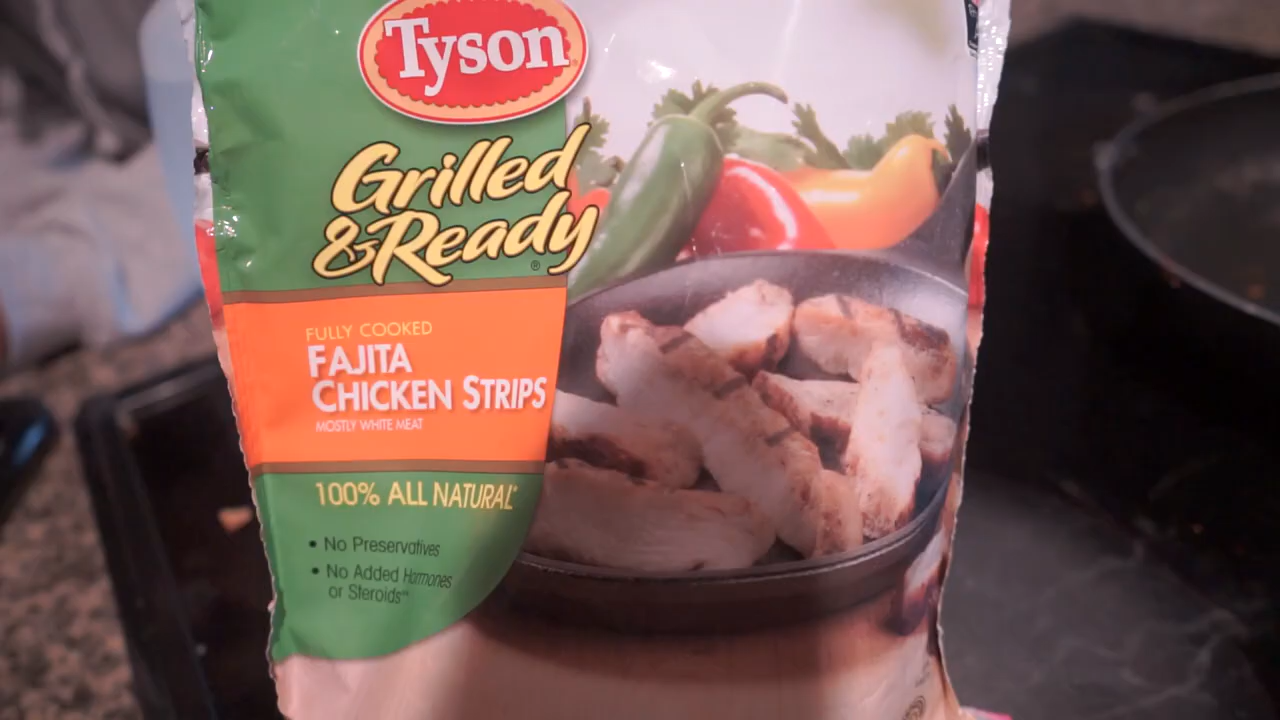 Tyson
Grilled
&Ready®
FULLY COOKED
FAJITA
CHICKEN STRIPS
MOSTLY WHITE MEAT
100% ALL NATURAL*
• No Preservatives
• No Added Hormones
or Steroids**